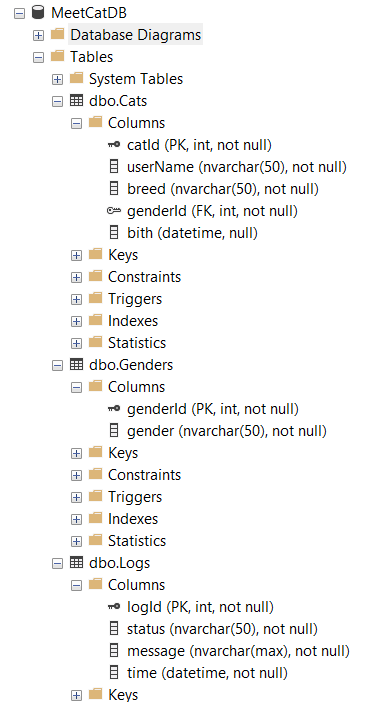 MeetCatDB
Database Diagrams
Tables
System Tables
dbo.Cats
Columns
catId (PK, int, not null)
userName (nvarchar(50), not null)
breed (nvarchar(50), not null)
genderId (FK, int, not null)
bith (datetime, null)
Keys
Constraints
Triggers
Indexes
Statistics
dbo.Genders
Columns
genderId (PK, int, not null)
gender (nvarchar(50), not null)
Keys
Constraints
Triggers
Indexes
Statistics
dbo.Logs
Columns
logId (PK, int, not null)
status (nvarchar(50), not null)
message (nvarchar(max), not null)
time (datetime, not null)
Keys